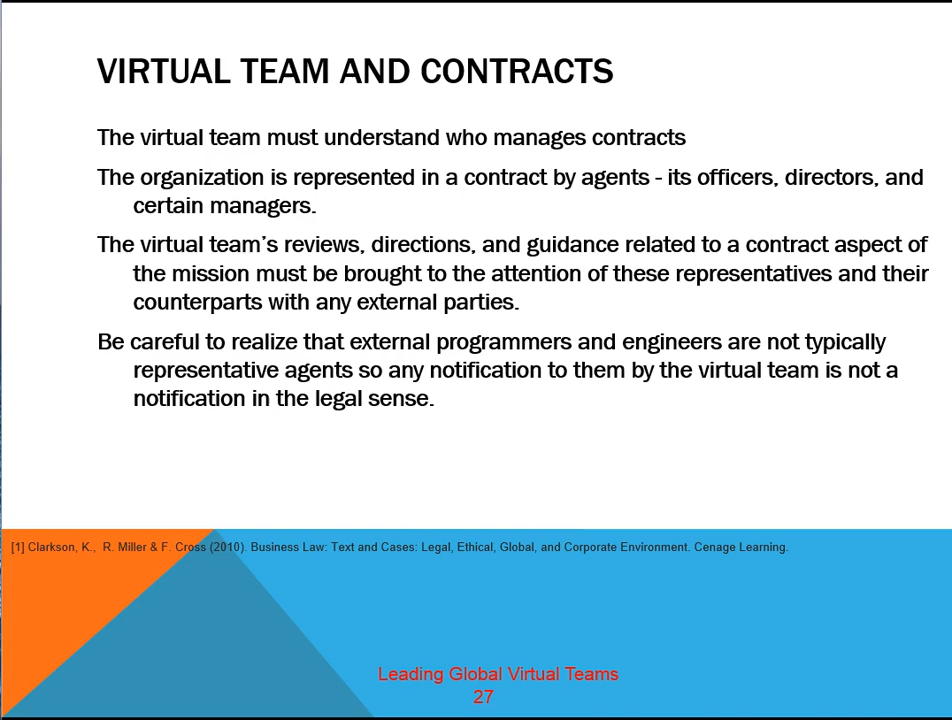 VIRTUAL TEAM AND CONTRACTS
The virtual team must understand who manages contracts
The organization is represented in a contract by agents - its officers, directors, and
certain managers.
The virtual team's reviews, directions, and guidance related to a contract aspect of
the mission must be brought to the attention of these representatives and their
counterparts with any external parties.
Be careful to realize that external programmers and engineers are not typically
representative agents so any notification to them by the virtual team is not a
notification in the legal sense.
[1] Clarkson, K., R. Miller & F. Cross (2010). Business Law: Text and Cases: Legal, Ethical, Global, and Corporate Environment. Cenage Learning.
Leading Global Virtual Teams
27